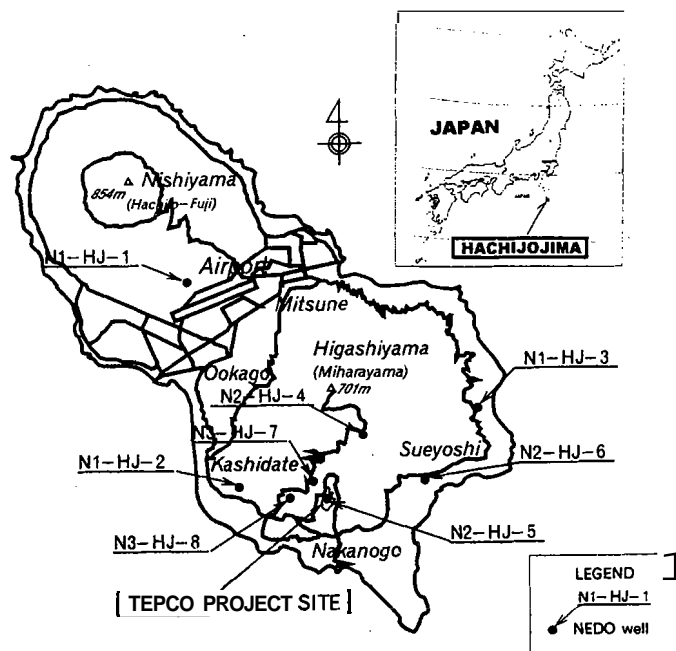 JAPAN
JAPAN
HACHIJOJIMA
4
854m
Nishiyama
(Hachijo-Fuji)
N1-HJ-1
Airport
Mitsune
Higashiyama
(Miharayama)
701m
N1-HJ-3
Ookago
N2-HJ-4
N3-HJ-7
Sueyoshi
N2-HJ-6
N1-HJ-2
Kashidate
N3-HJ-8
N2-HJ-5
Nakanogo
[TEPCO PROJECT SITE]
LEGEND
N1-HJ-1
NEDO well